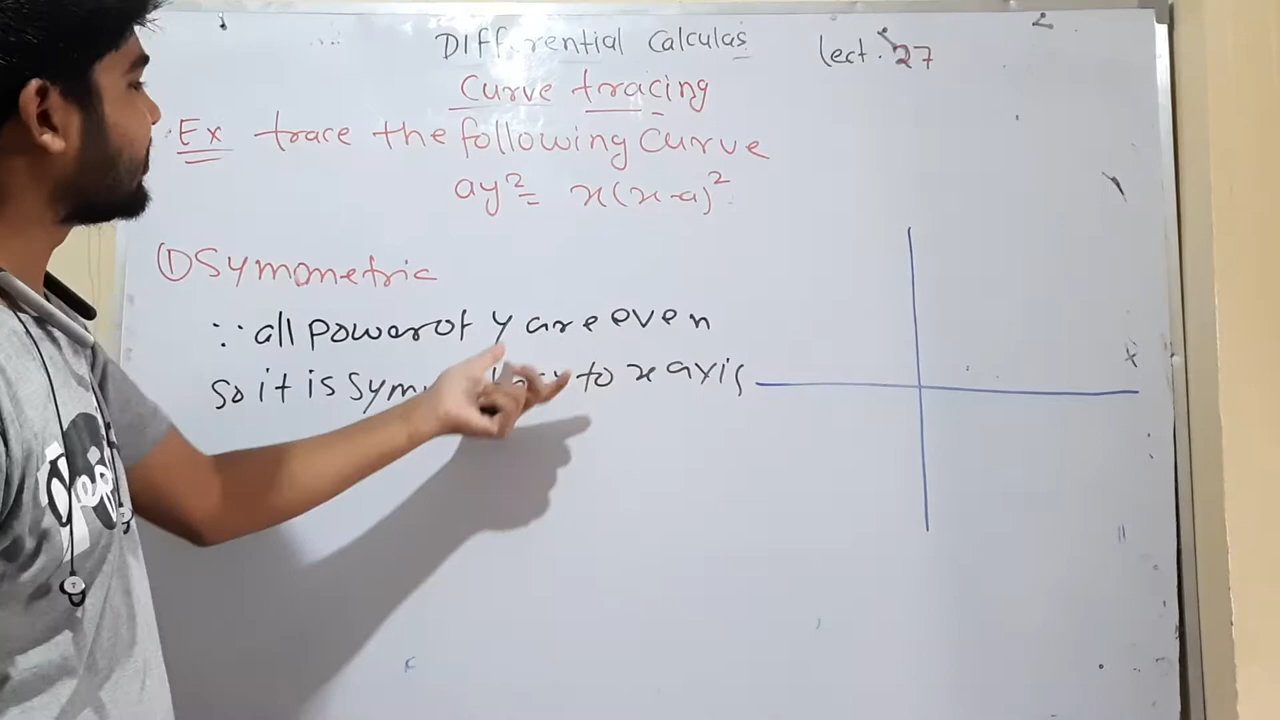 Differential Calculas
lect. 27
Curve tracing
Ex trace the following curve
ay² = x(x-a)²
① Symometric
∵ all power of y are even
So it is to x axis
X